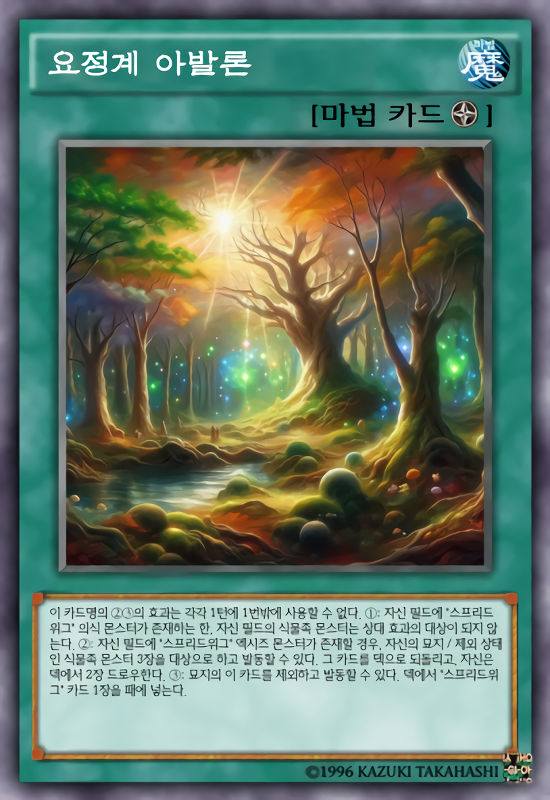 요정계 아발론
마법
魔
[마법 카드 ]
이 카드명의 ②③의 효과는 각각 1턴에 1번밖에 사용할 수 없다. ①: 자신 필드에 "스프리드
위그" 의식 몬스터가 존재하는 한, 자신 필드의 식물족 몬스터는 상대 효과의 대상이 되지 않
는다. ②: 자신 필드에 "스프리드위그" 엑시즈 몬스터가 존재할 경우, 자신의 묘지 / 제외 상태
인 식물족 몬스터 3장을 대상으로 하고 발동할 수 있다. 그 카드를 덱으로 되돌리고, 자신은
덱에서 2장 드로우한다. ③: 묘지의 이 카드를 제외하고 발동할 수 있다. 덱에서 "스프리드위
그" 카드 1장을 패에 넣는다.
©1996 KAZUKI TAKAHASHI